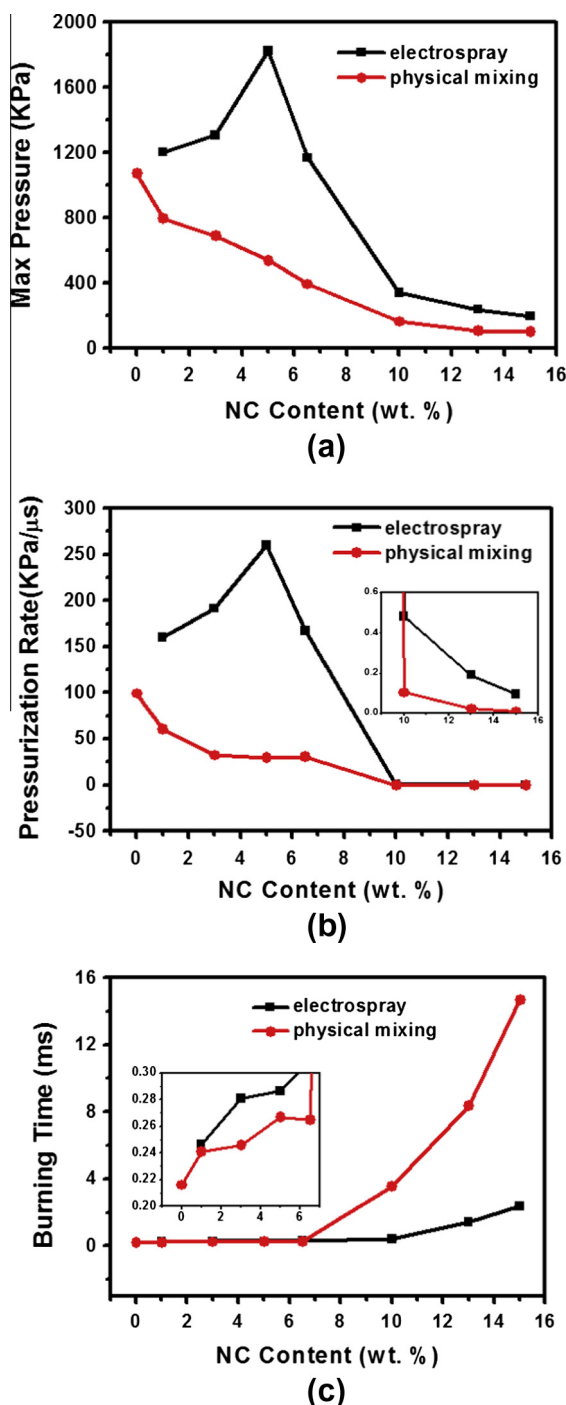 2000
1600
1200
800
400
0
Max Pressure (KPa)
electrospray
physical mixing
0 2 4 6 8 10 12 14 16
NC Content (wt. %)
(a)
300
250
200
150
100
50
0
-50
Pressurization Rate(KPa/μs)
electrospray
physical mixing
0.6
0.4
0.2
0.0
10 12 14 16
0 2 4 6 8 10 12 14 16
NC Content (wt. %)
(b)
16
12
8
4
0
Burning Time (ms)
electrospray
physical mixing
0.30
0.28
0.26
0.24
0.22
0.20
0 2 4 6
0 2 4 6 8 10 12 14 16
NC Content (wt. %)
(c)